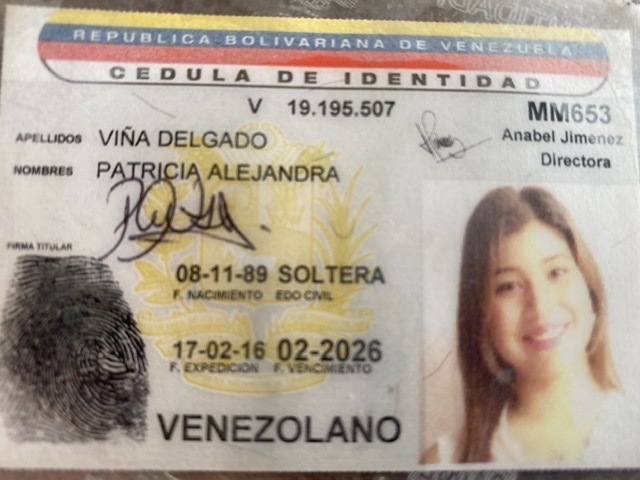 REPUBLICA BOLIVARIANA DE VENEZUELA
CEDULA DE IDENTIDAD
V 19.195.507
MM653
Anabel Jimenez
Directora
APELLIDOS VIÑA DELGADO
NOMBRES PATRICIA ALEJANDRA
FIRMA TITULAR
08-11-89 SOLTERA
F. NACIMIENTO EDO CIVIL
17-02-16 02-2026
F. EXPEDICION F. VENCIMIENTO
VENEZOLANO